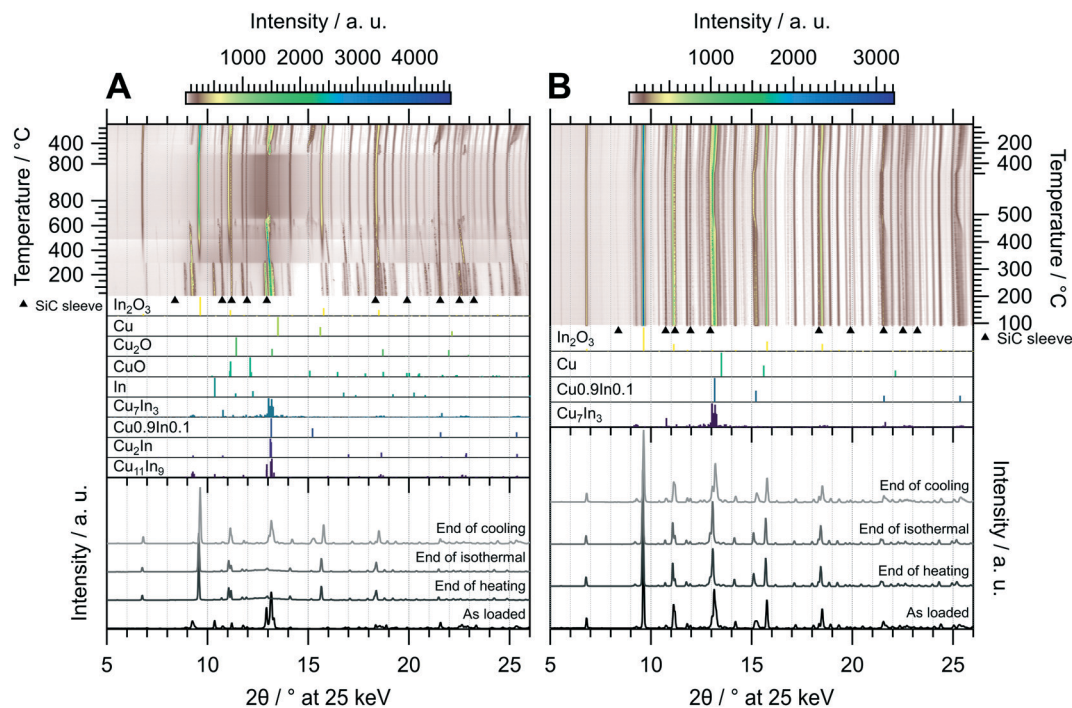 Intensity / a. u.
1000 2000 3000 4000
A
Temperature / °C
400
800
800
600
400
200
▲ SiC sleeve
In₂O₃
Cu
Cu₂O
CuO
In
Cu₇In₃
Cu0.9In0.1
Cu₂In
Cu₁₁In₉
Intensity / a. u.
End of cooling
End of isothermal
End of heating
As loaded
5 10 15 20 25
2θ / ° at 25 keV
Intensity / a. u.
1000 2000 3000
B
200
400
500
400
300
200
100
Temperature / °C
▲ SiC sleeve
In₂O₃
Cu
Cu0.9In0.1
Cu₇In₃
Intensity / a. u.
End of cooling
End of isothermal
End of heating
As loaded
5 10 15 20 25
2θ / ° at 25 keV